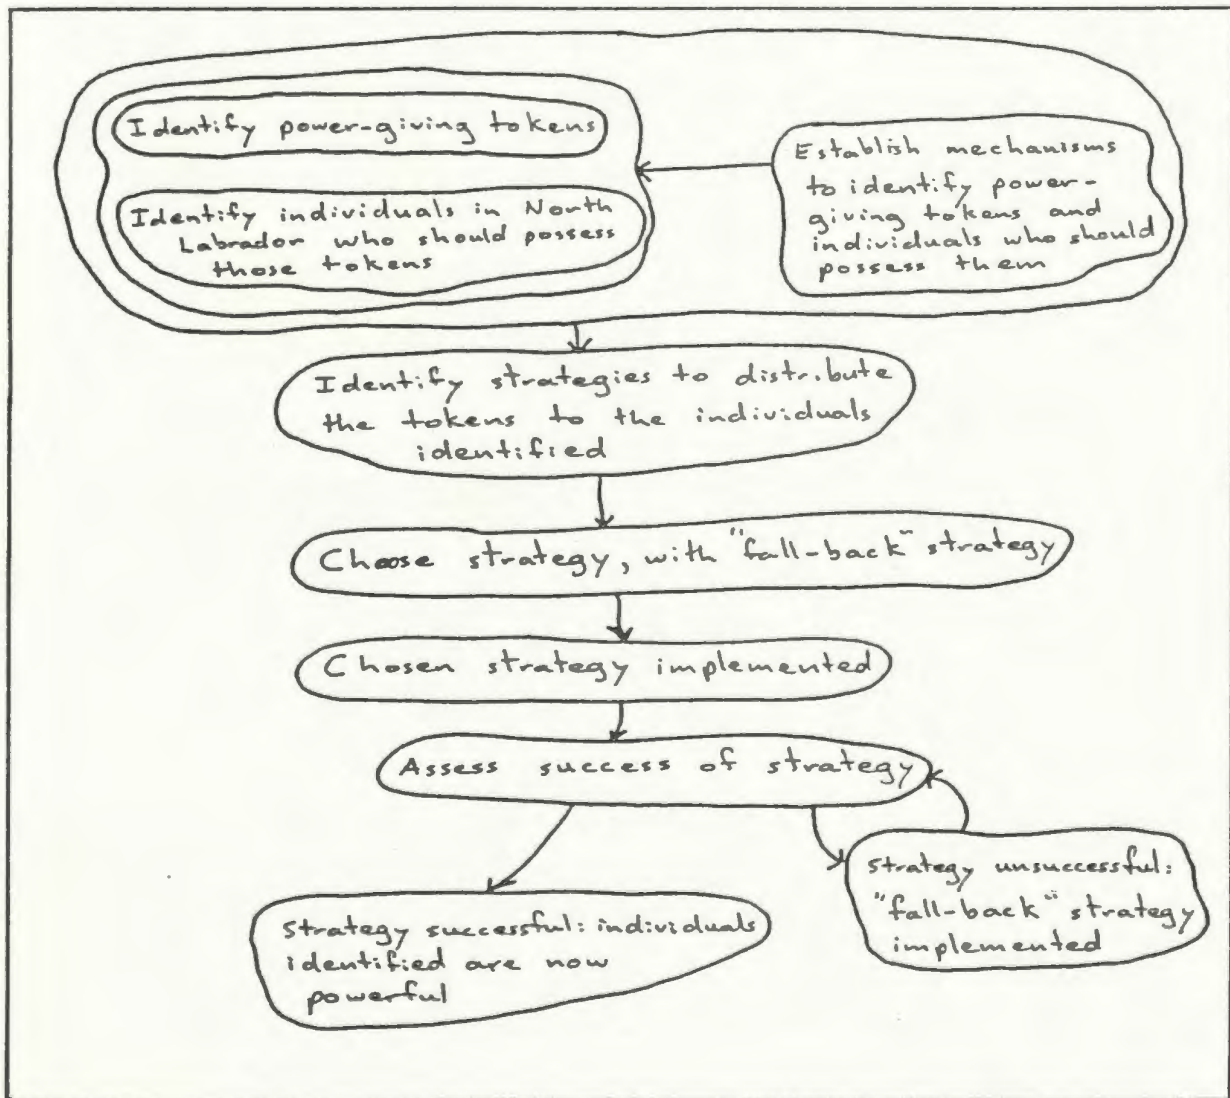 Identify power-giving tokens
Identify individuals in North
Labrador who should possess
those tokens
Establish mechanisms
to identify power-
giving tokens and
individuals who should
possess them
Identify strategies to distribute
the tokens to the individuals
identified
Choose strategy, with "fall-back" strategy
Chosen strategy implemented
Assess success of strategy
Strategy successful: individuals
identified are now
powerful
Strategy unsuccessful:
"fall-back" strategy
implemented